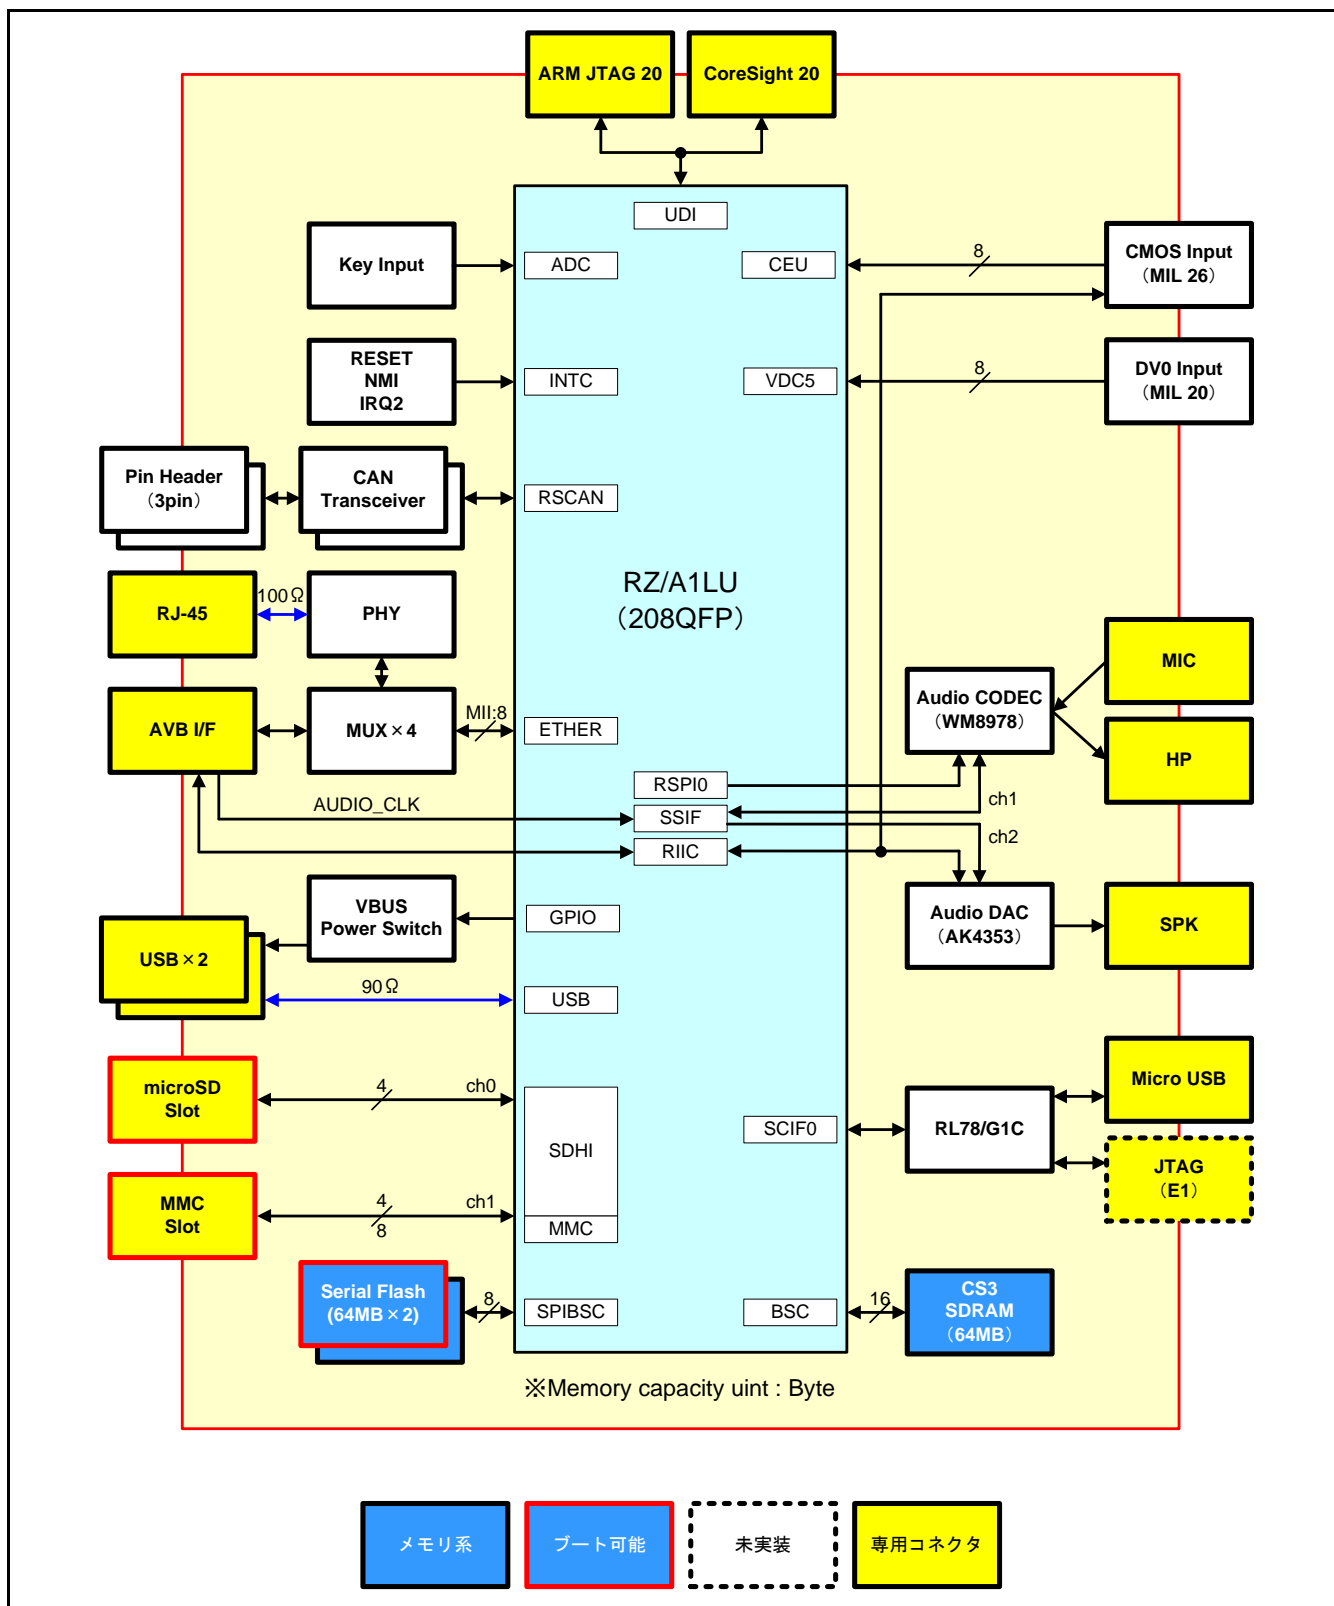 ARM JTAG 20
CoreSight 20
UDI
Key Input
ADC
CEU
8
CMOS Input
（MIL 26）
RESET
NMI
IRQ2
INTC
VDC5
8
DV0 Input
（MIL 20）
Pin Header
（3pin）
CAN
Transceiver
RSCAN
RZ/A1LU
（208QFP）
RJ-45
100Ω
PHY
MIC
Audio CODEC
（WM8978）
AVB I/F
MUX×4
MII:8
ETHER
HP
RSPI0
ch1
AUDIO_CLK
SSIF
ch2
RIIC
VBUS
Power Switch
GPIO
Audio DAC
（AK4353）
SPK
USB×2
90Ω
USB
microSD
Slot
4
ch0
SDHI
SCIF0
RL78/G1C
Micro USB
JTAG
（E1）
MMC
Slot
4
8
ch1
MMC
Serial Flash
(64MB×2)
8
SPIBSC
BSC
16
CS3
SDRAM
（64MB）
※Memory capacity uint : Byte
メモリ系
ブート可能
未実装
専用コネクタ